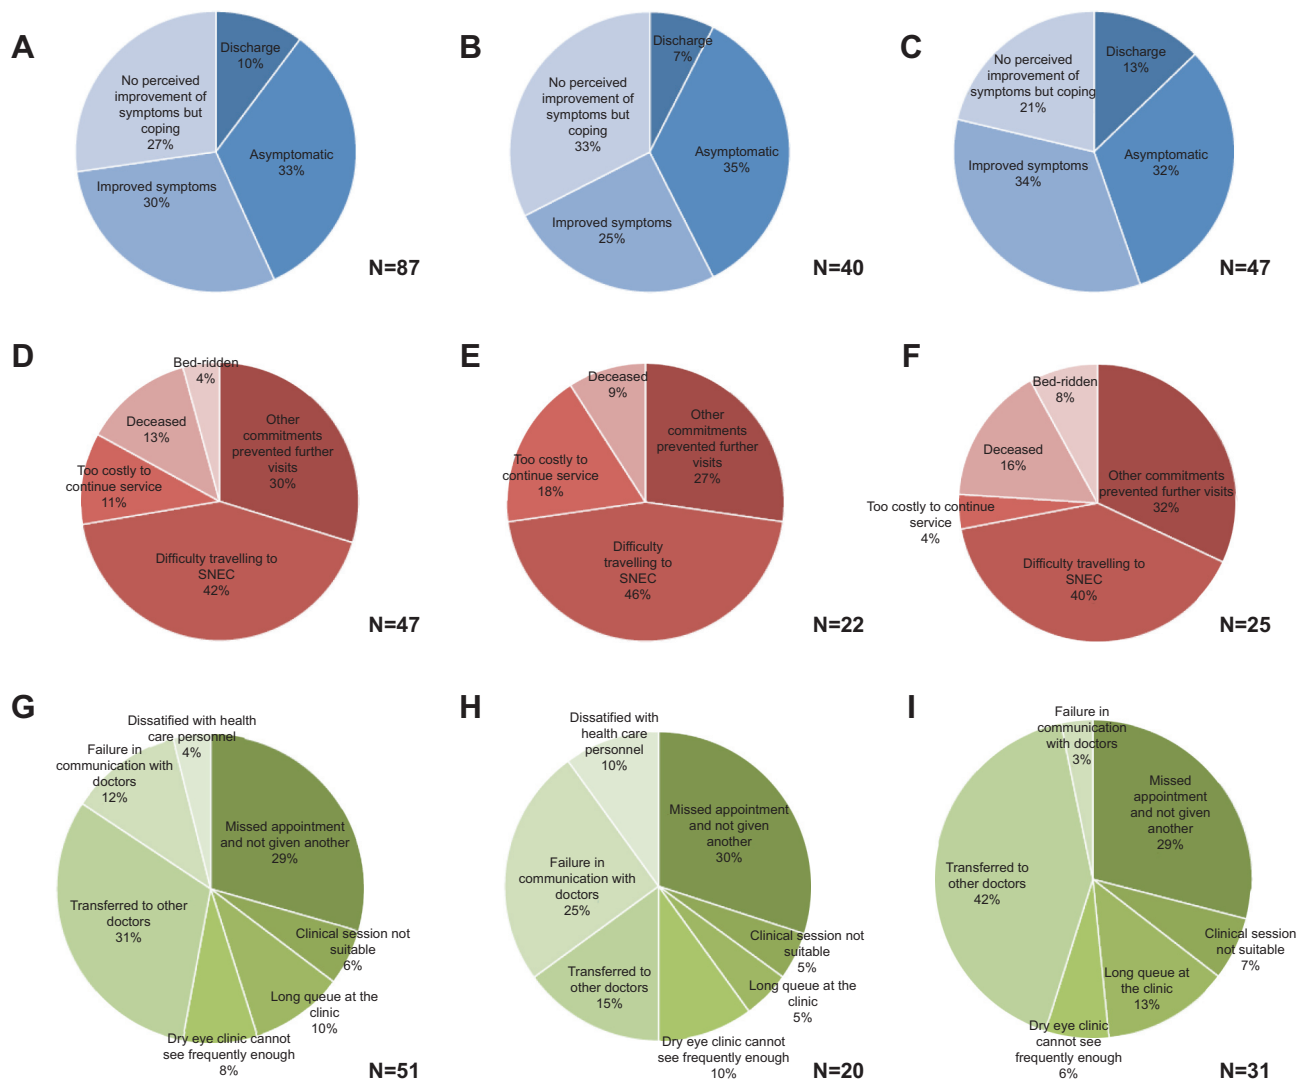 A
Discharge
10%
No perceived
improvement of
symptoms but
coping
27%
Asymptomatic
33%
Improved symptoms
30%
N=87
B
Discharge
7%
No perceived
improvement of
symptoms but
coping
33%
Asymptomatic
35%
Improved symptoms
25%
N=40
C
Discharge
13%
No perceived
improvement of
symptoms but coping
21%
Asymptomatic
32%
Improved symptoms
34%
N=47
D
Bed-ridden
4%
Other
commitments
prevented further
visits
30%
Deceased
13%
Too costly to
continue service
11%
Difficulty travelling to
SNEC
42%
N=47
E
Deceased
9%
Other
commitments
prevented further
visits
27%
Too costly to
continue service
18%
Difficulty
travelling to
SNEC
46%
N=22
F
Bed-ridden
8%
Deceased
16%
Other commitments
prevented further visits
32%
Too costly to continue
service
4%
Difficulty travelling to
SNEC
40%
N=25
G
Dissatified with health
care personnel
4%
Failure in
communication with
doctors
12%
Missed appointment
and not given another
29%
Transferred to other
doctors
31%
Clinical session not
suitable
6%
Long queue at the
clinic
10%
Dry eye clinic cannot
see frequently enough
8%
N=51
H
Dissatified with
health care
personnel
10%
Missed appointment
and not given
another
30%
Failure in
communication with
doctors
25%
Clinical session not
suitable
5%
Transferred to
other doctors
15%
Long queue at the
clinic
5%
Dry eye clinic cannot
see frequently enough
10%
N=20
I
Failure in
communication
with doctors
3%
Missed
appointment
and not given
another
29%
Transferred to
other doctors
42%
Clinical session
not suitable
7%
Long queue at
the clinic
13%
Dry eye clinic
cannot see
frequently enough
6%
N=31